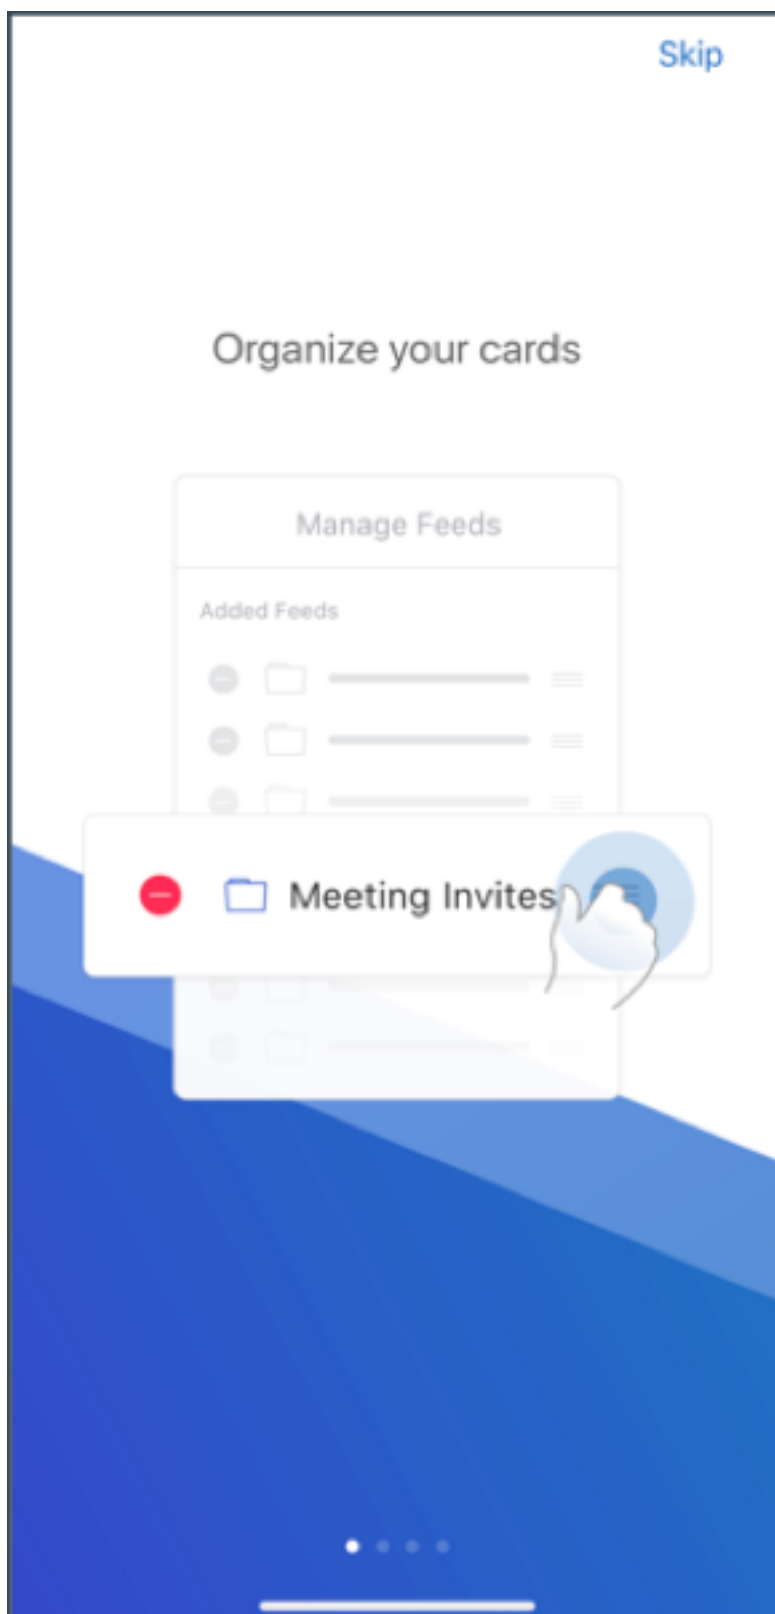 Skip
Organize your cards
Manage Feeds
Added Feeds
Meeting Invites